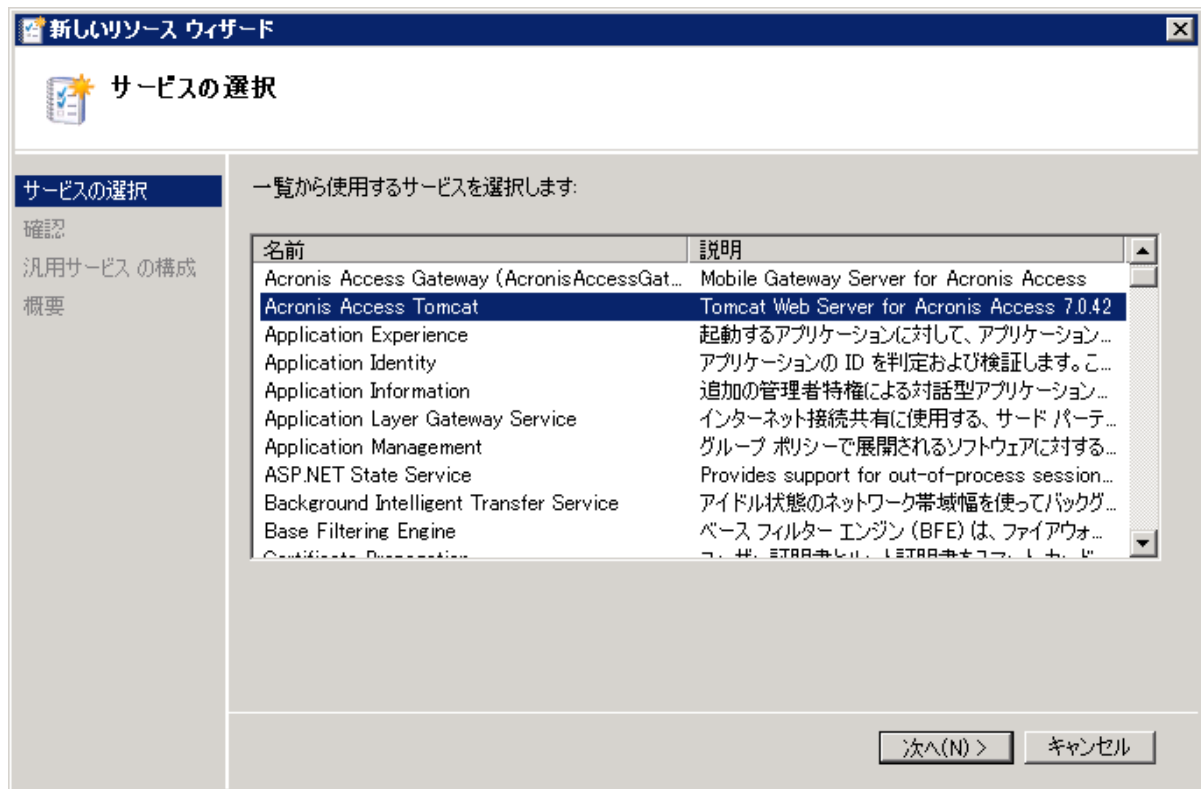 新しいリソース ウィザード
サービスの選択
サービスの選択
確認
汎用サービス の構成
概要
一覧から使用するサービスを選択します:
名前 説明
Acronis Access Gateway (AcronisAccessGat... Mobile Gateway Server for Acronis Access
Acronis Access Tomcat Tomcat Web Server for Acronis Access 7.0.42
Application Experience 起動するアプリケーションに対して、アプリケーション...
Application Identity アプリケーションの ID を判定および検証します。こ...
Application Information 追加の管理者特権による対話型アプリケーション...
Application Layer Gateway Service インターネット接続共有に使用する、サード パーテ...
Application Management グループ ポリシーで展開されるソフトウェアに対する...
ASP.NET State Service Provides support for out-of-process session...
Background Intelligent Transfer Service アイドル状態のネットワーク帯域幅を使ってバックグ...
Base Filtering Engine ベース フィルター エンジン (BFE) は、ファイアウォ...
次へ(N) > キャンセル